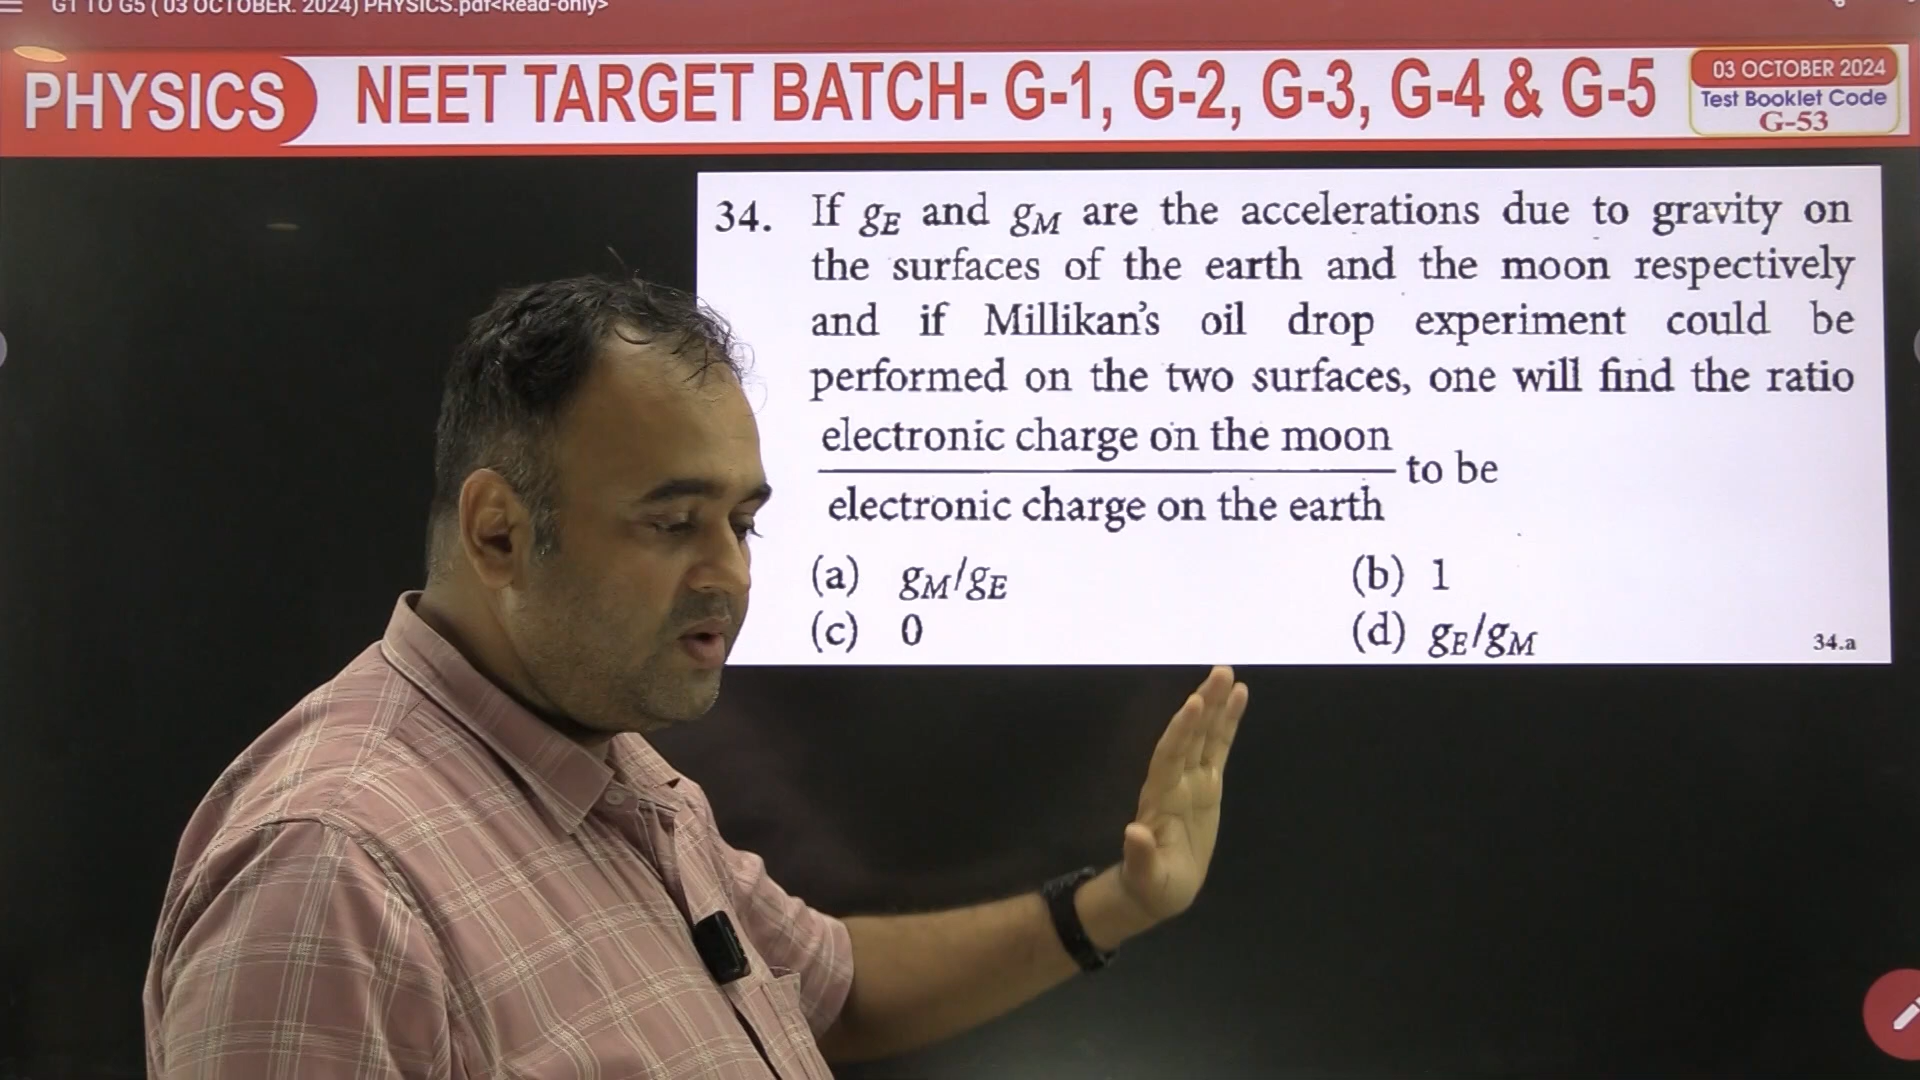 G1 TO G5 ( 03 OCTOBER. 2024) PHYSICS.pdf<Read-only>
PHYSICS
NEET TARGET BATCH- G-1, G-2, G-3, G-4 & G-5
03 OCTOBER 2024
Test Booklet Code
G-53
34. If gE and gM are the accelerations due to gravity on
the surfaces of the earth and the moon respectively
and if Millikan's oil drop experiment could be
performed on the two surfaces, one will find the ratio
electronic charge on the moon
to be
electronic charge on the earth
(a) gM/gE (b) 1
(c) 0 (d) gE/gM
34.a